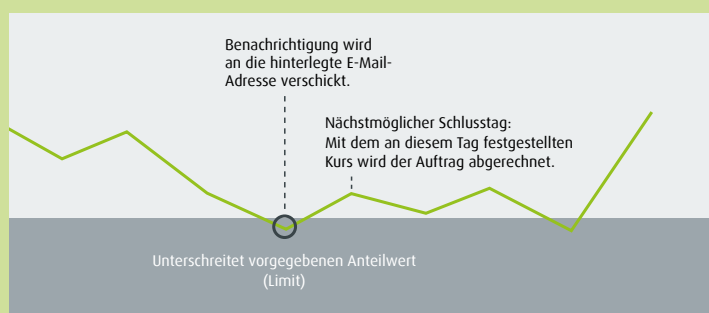 Benachrichtigung wird
an die hinterlegte E-Mail-
Adresse verschickt.
Nächstmöglicher Schlusstag:
Mit dem an diesem Tag festgestellten
Kurs wird der Auftrag abgerechnet.
Unterschreitet vorgegebenen Anteilwert
(Limit)